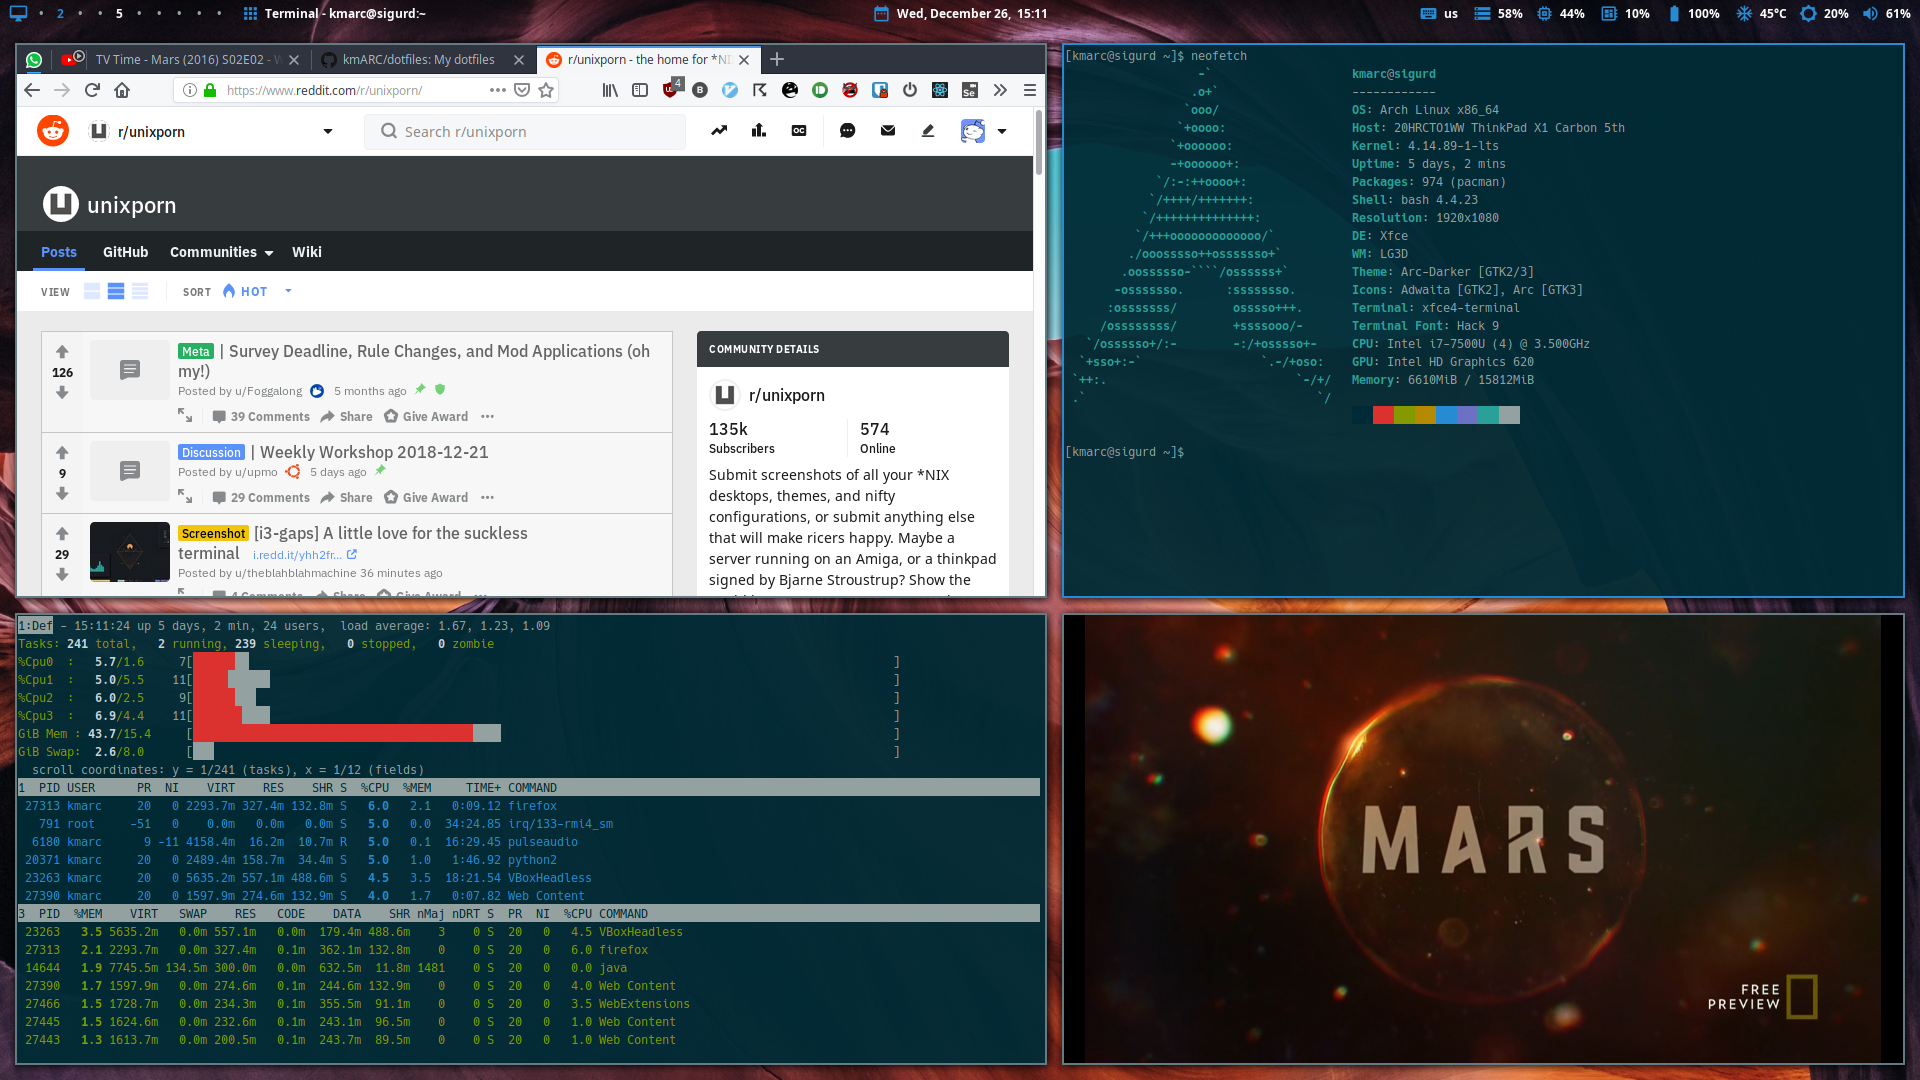 2 5 Terminal - kmarc@sigurd:~
Wed, December 26, 15:11
us 58% 44% 10% 100% 45°C 20% 61%
TV Time - Mars (2016) S02E02 - W
kmARC/dotfiles: My dotfiles
r/unixporn - the home for *NI
https://www.reddit.com/r/unixporn/
4
r/unixporn
Search r/unixporn
unixporn
Posts GitHub Communities Wiki
VIEW SORT HOT
126
Meta | Survey Deadline, Rule Changes, and Mod Applications (oh
my!)
Posted by u/Foggalong 5 months ago
39 Comments Share Give Award ···
9
Discussion | Weekly Workshop 2018-12-21
Posted by u/upmo 5 days ago
29 Comments Share Give Award ···
29
Screenshot [i3-gaps] A little love for the suckless
terminal i.redd.it/yhh2fr...
Posted by u/theblahblahmachine 36 minutes ago
4 Comments Share Give Award
COMMUNITY DETAILS
r/unixporn
135k 574
Subscribers Online
Submit screenshots of all your *NIX
desktops, themes, and nifty
configurations, or submit anything else
that will make ricers happy. Maybe a
server running on an Amiga, or a thinkpad
signed by Bjarne Stroustrup? Show the
[kmarc@sigurd ~]$ neofetch
-`
.o+`
`ooo/
`+oooo:
`+oooooo:
-+oooooo+:
`/:-:++oooo+:
`/++++/+++++++:
`/++++++++++++++:
`/+++ooooooooooooo/`
./ooosssso++osssssso+`
.oossssso-````/ossssss+`
-osssssso.      :ssssssso.
:osssssss/        osssso+++.
/ossssssss/        +ssssooo/-
`/ossssso+/:-        -:/+osssso+-
`+sso+:-`                 `.-/+oso:
`++:.                           `-/+/
.`                                 `/
kmarc@sigurd
------------
OS: Arch Linux x86_64
Host: 20HRCTO1WW ThinkPad X1 Carbon 5th
Kernel: 4.14.89-1-lts
Uptime: 5 days, 2 mins
Packages: 974 (pacman)
Shell: bash 4.4.23
Resolution: 1920x1080
DE: Xfce
WM: LG3D
Theme: Arc-Darker [GTK2/3]
Icons: Adwaita [GTK2], Arc [GTK3]
Terminal: xfce4-terminal
Terminal Font: Hack 9
CPU: Intel i7-7500U (4) @ 3.500GHz
GPU: Intel HD Graphics 620
Memory: 6610MiB / 15812MiB
[kmarc@sigurd ~]$
1:Def - 15:11:24 up 5 days, 2 min, 24 users,  load average: 1.67, 1.23, 1.09
Tasks: 241 total,   2 running, 239 sleeping,   0 stopped,   0 zombie
%Cpu0  :   5.7/1.6     7[ ]
%Cpu1  :   5.0/5.5    11[ ]
%Cpu2  :   6.0/2.5     9[ ]
%Cpu3  :   6.9/4.4    11[ ]
GiB Mem : 43.7/15.4     [ ]
GiB Swap:  2.6/8.0      [ ]
scroll coordinates: y = 1/241 (tasks), x = 1/12 (fields)
1  PID USER      PR  NI    VIRT    RES    SHR S  %CPU  %MEM     TIME+ COMMAND
27313 kmarc     20   0 2293.7m 327.4m 132.8m S   6.0   2.1   0:09.12 firefox
791 root     -51   0    0.0m   0.0m   0.0m S   5.0   0.0  34:24.85 irq/133-rmi4_sm
6180 kmarc      9 -11 4158.4m  16.2m  10.7m R   5.0   0.1  16:29.45 pulseaudio
20371 kmarc     20   0 2489.4m 158.7m  34.4m S   5.0   1.0   1:46.92 python2
23263 kmarc     20   0 5635.2m 557.1m 488.6m S   4.5   3.5  18:21.54 VBoxHeadless
27390 kmarc     20   0 1597.9m 274.6m 132.9m S   4.0   1.7   0:07.82 Web Content
3  PID  %MEM    VIRT   SWAP    RES   CODE    DATA    SHR nMaj nDRT S  PR  NI  %CPU COMMAND
23263   3.5 5635.2m   0.0m 557.1m   0.0m  179.4m 488.6m    3    0 S  20   0   4.5 VBoxHeadless
27313   2.1 2293.7m   0.0m 327.4m   0.1m  362.1m 132.8m    0    0 S  20   0   6.0 firefox
14644   1.9 7745.5m 134.5m 300.0m   0.0m  632.5m  11.8m 1481    0 S  20   0   0.0 java
27390   1.7 1597.9m   0.0m 274.6m   0.1m  244.6m 132.9m    0    0 S  20   0   4.0 Web Content
27466   1.5 1728.7m   0.0m 234.3m   0.1m  355.5m  91.1m    0    0 S  20   0   3.5 WebExtensions
27445   1.5 1624.6m   0.0m 232.6m   0.1m  243.1m  96.5m    0    0 S  20   0   1.0 Web Content
27443   1.3 1613.7m   0.0m 200.5m   0.1m  243.7m  89.5m    0    0 S  20   0   1.0 Web Content
MARS
FREE
PREVIEW